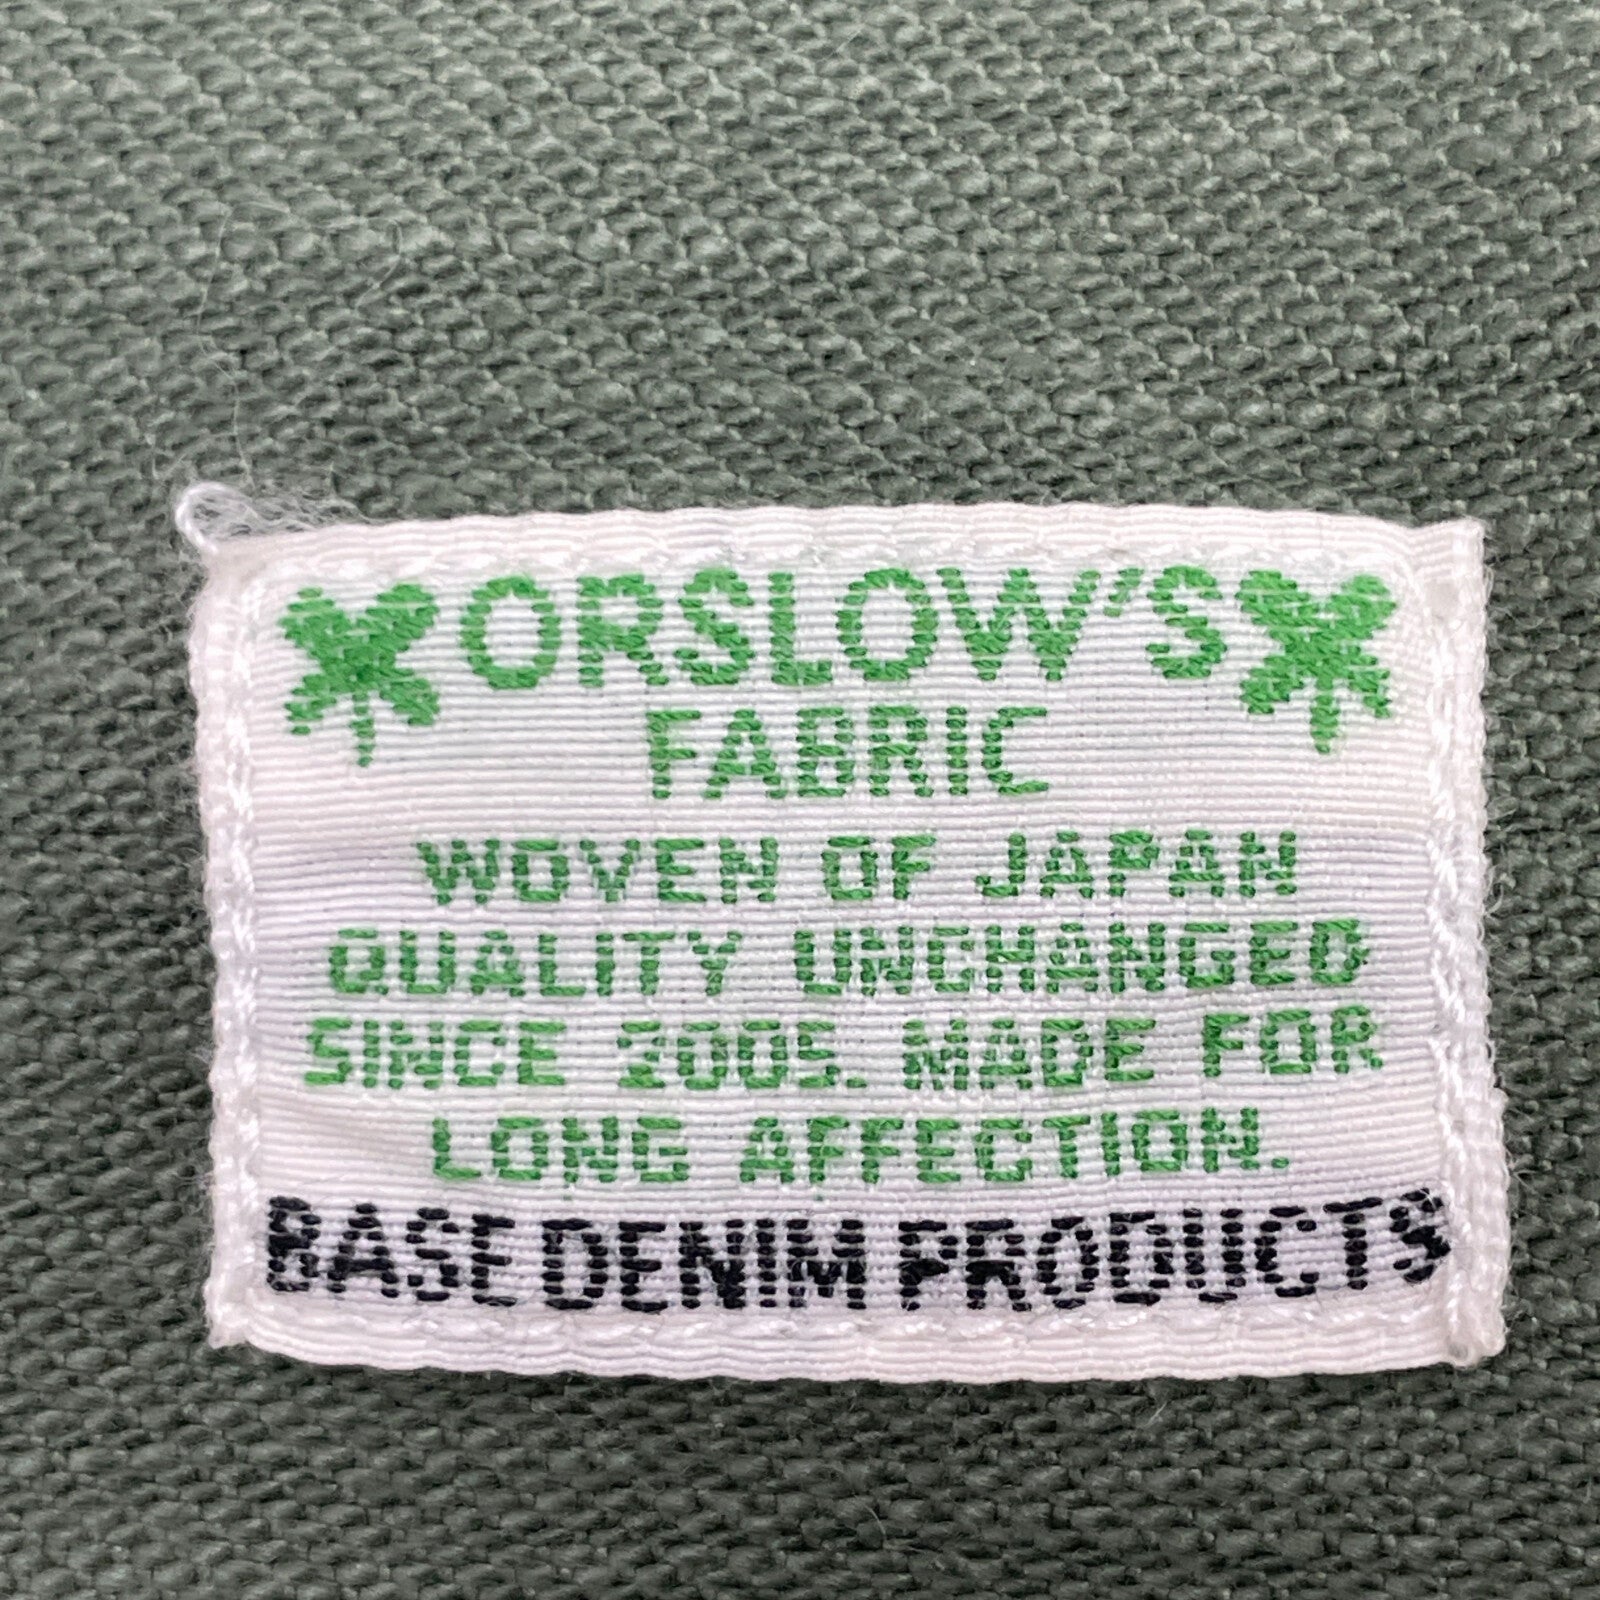 ORSLOW'S
FABRIC
WOVEN OF JAPAN
QUALITY UNCHANGED
SINCE 2005. MADE FOR
LONG AFFECTION.
BASE DENIM PRODUCTS